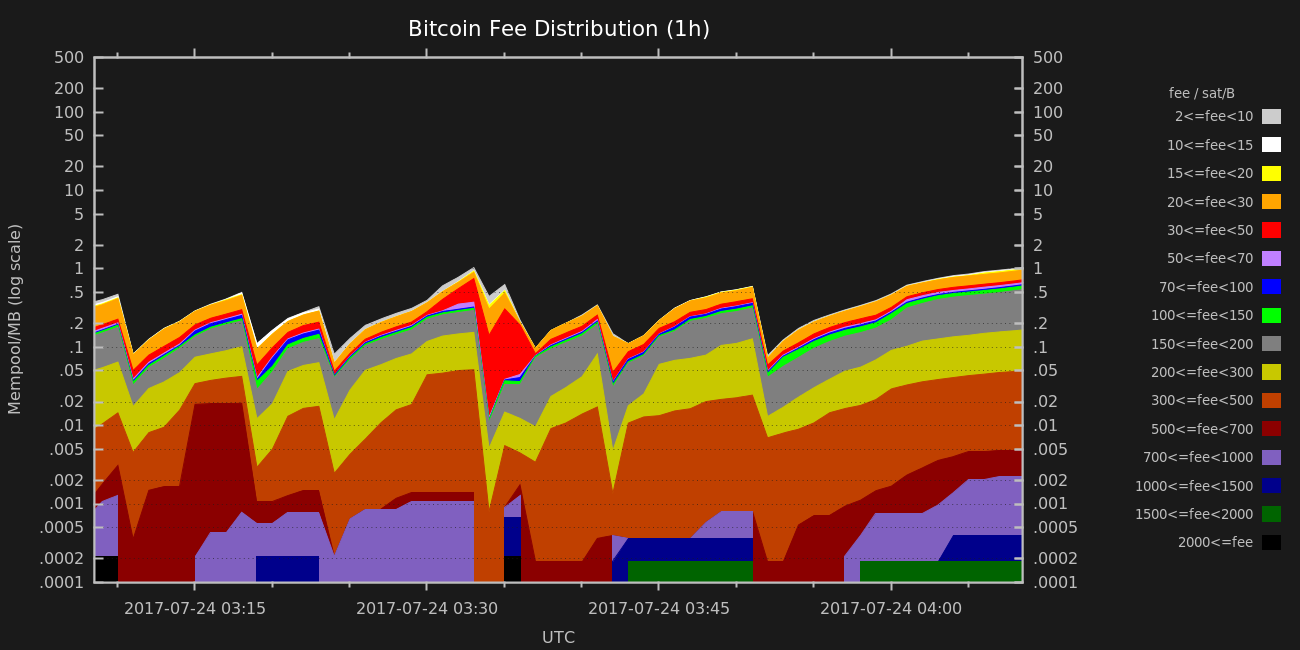 Bitcoin Fee Distribution (1h)
Mempool/MB (log scale)
500
200
100
50
20
10
5
2
1
.5
.2
.1
.05
.02
.01
.005
.002
.001
.0005
.0002
.0001
500
200
100
50
20
10
5
2
1
.5
.2
.1
.05
.02
.01
.005
.002
.001
.0005
.0002
.0001
2017-07-24 03:15
2017-07-24 03:30
2017-07-24 03:45
2017-07-24 04:00
UTC
fee / sat/B
2<=fee<10
10<=fee<15
15<=fee<20
20<=fee<30
30<=fee<50
50<=fee<70
70<=fee<100
100<=fee<150
150<=fee<200
200<=fee<300
300<=fee<500
500<=fee<700
700<=fee<1000
1000<=fee<1500
1500<=fee<2000
2000<=fee